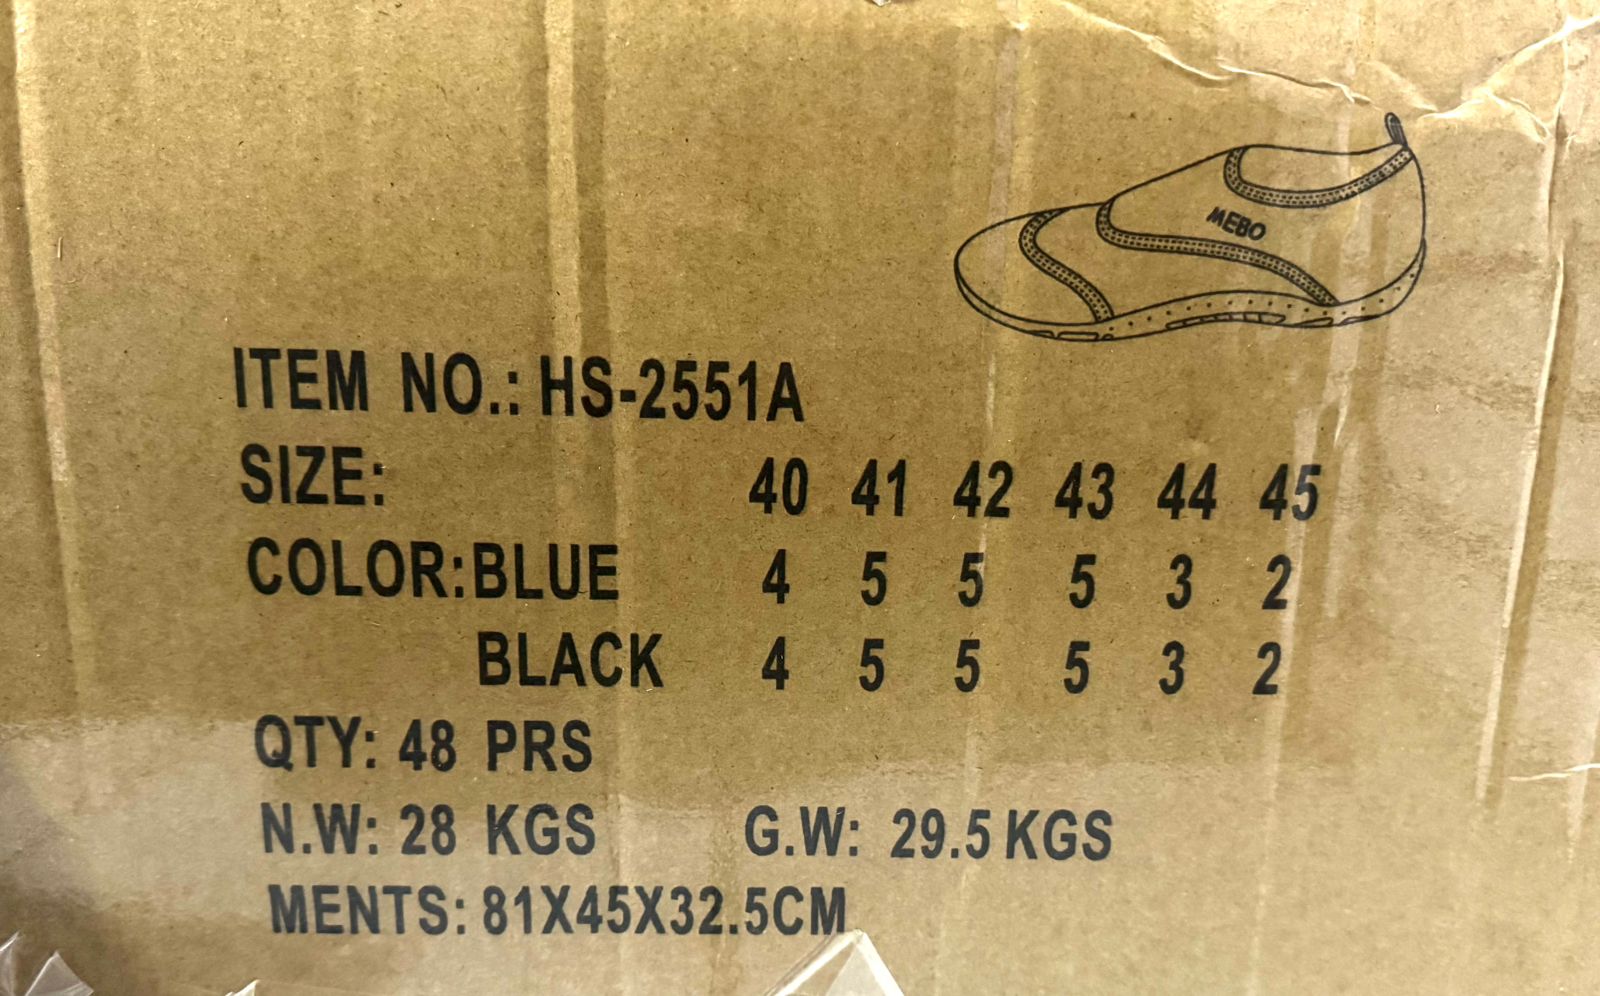 MEBO
ITEM NO.: HS-2551A
SIZE: 40 41 42 43 44 45
COLOR:BLUE 4 5 5 5 3 2
BLACK 4 5 5 5 3 2
QTY: 48 PRS
N.W: 28 KGS G.W: 29.5 KGS
MENTS: 81X45X32.5CM